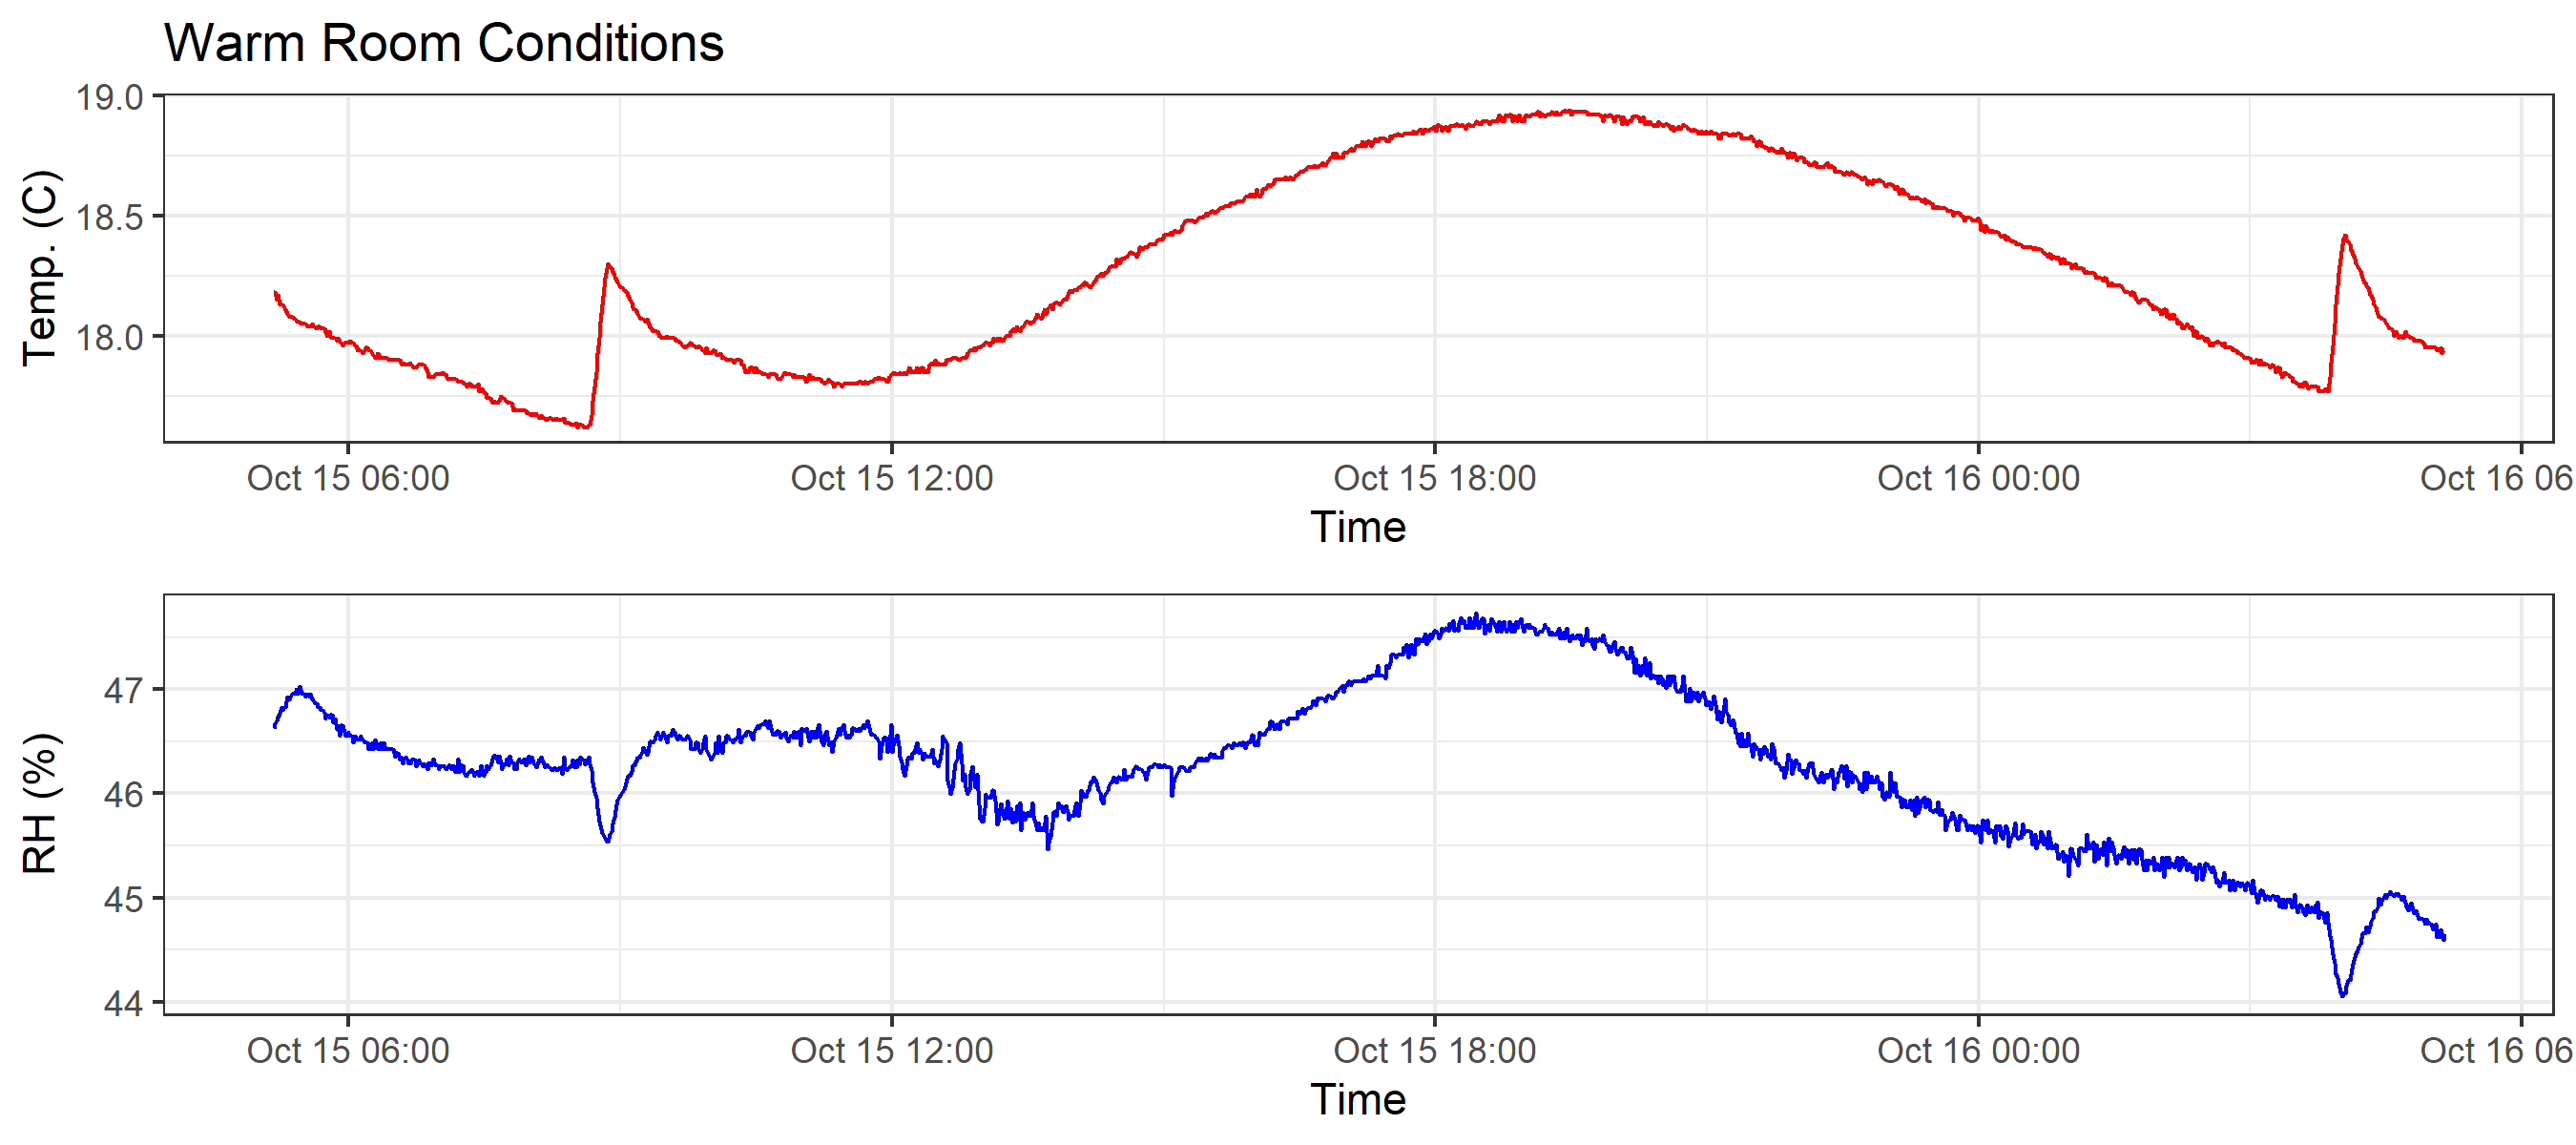 Warm Room Conditions
19.0
18.5
18.0
Temp. (C)
Oct 15 06:00 Oct 15 12:00 Oct 15 18:00 Oct 16 00:00 Oct 16 06
Time
47
46
45
44
RH (%)
Oct 15 06:00 Oct 15 12:00 Oct 15 18:00 Oct 16 00:00 Oct 16 06
Time